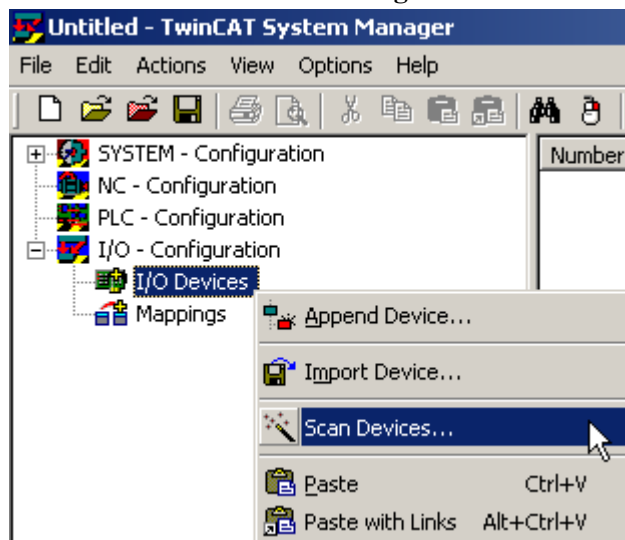 Untitled - TwinCAT System Manager
File Edit Actions View Options Help
SYSTEM - Configuration
Number
NC - Configuration
PLC - Configuration
I/O - Configuration
I/O Devices
Mappings
Append Device...
Import Device...
Scan Devices...
Paste Ctrl+V
Paste with Links Alt+Ctrl+V